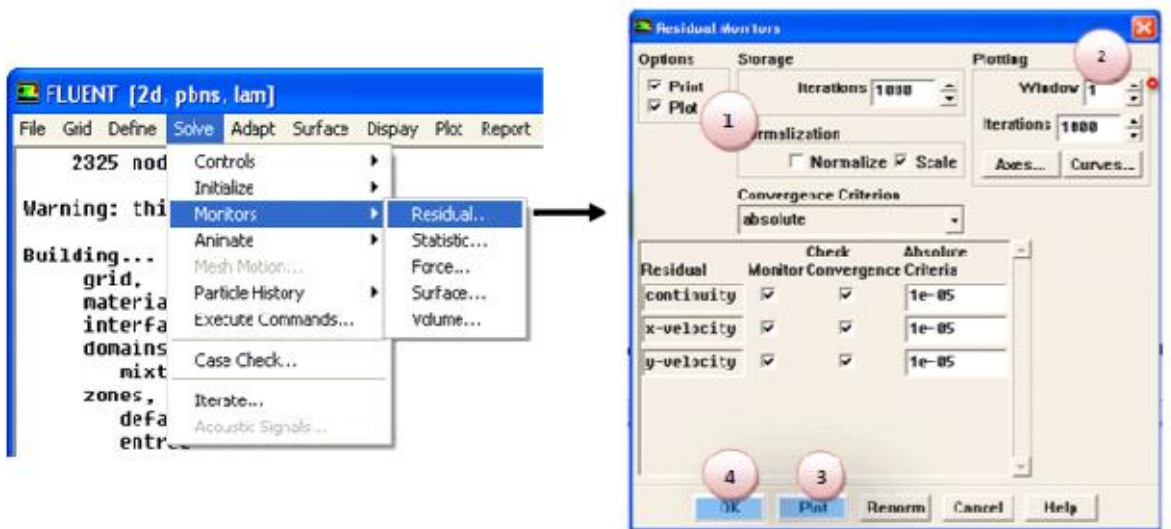 FLUENT [2d, pbns, lam]
File Grid Define Solve Adapt Surface Display Plot Report
2325 nod
Warning: thi
Building...
grid,
materia
interfa
domains
mixt
zones,
defa
entr
Controls
Initialize
Monitors
Animate
Mesh Motion...
Particle History
Execute Commands...
Case Check...
Iterate...
Acoustic Signals...
Residual...
Statistic...
Force...
Surface...
Volume...
Residual Monitors
Options
Print
Plot
1
Storage
Iterations 1000
Normalization
Normalize Scale
Convergence Criterion
absolute
Plotting
2
Window 1
Iterations 1000
Axes... Curves...
Residual Monitor Check Convergence Absolute Criteria
continuity 1e-05
x-velocity 1e-05
y-velocity 1e-05
4 3
OK Plot Renorm Cancel Help